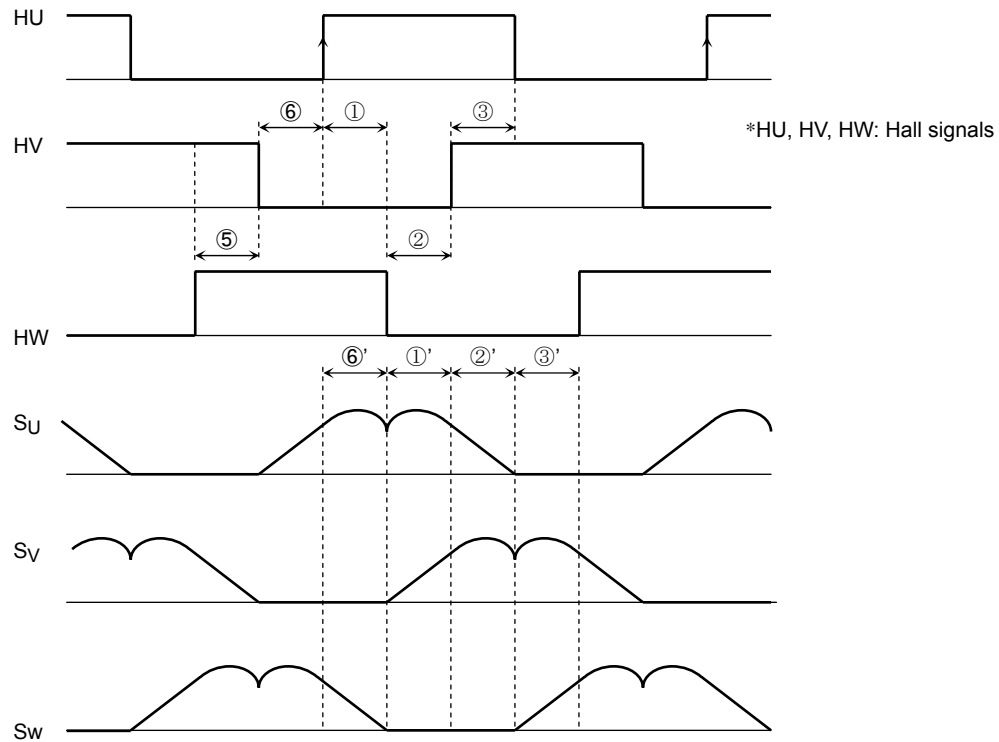 HU
⑥ ① ③
*HU, HV, HW: Hall signals
HV
⑤ ②
HW
⑥’ ①’ ②’ ③’
SU
SV
Sw